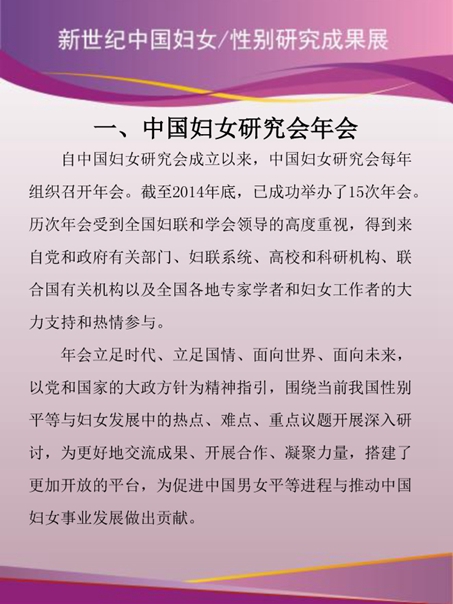 新世纪中国妇女/性别研究成果展
一、中国妇女研究会年会
自中国妇女研究会成立以来，中国妇女研究会每年
组织召开年会。截至2014年底，已成功举办了15次年会。
历次年会受到全国妇联和学会领导的高度重视，得到来
自党和政府有关部门、妇联系统、高校和科研机构、联
合国有关机构以及全国各地专家学者和妇女工作者的大
力支持和热情参与。
年会立足时代、立足国情、面向世界、面向未来，
以党和国家的大政方针为精神指引，围绕当前我国性别
平等与妇女发展中的热点、难点、重点议题开展深入研
讨，为更好地交流成果、开展合作、凝聚力量，搭建了
更加开放的平台，为促进中国男女平等进程与推动中国
妇女事业发展做出贡献。